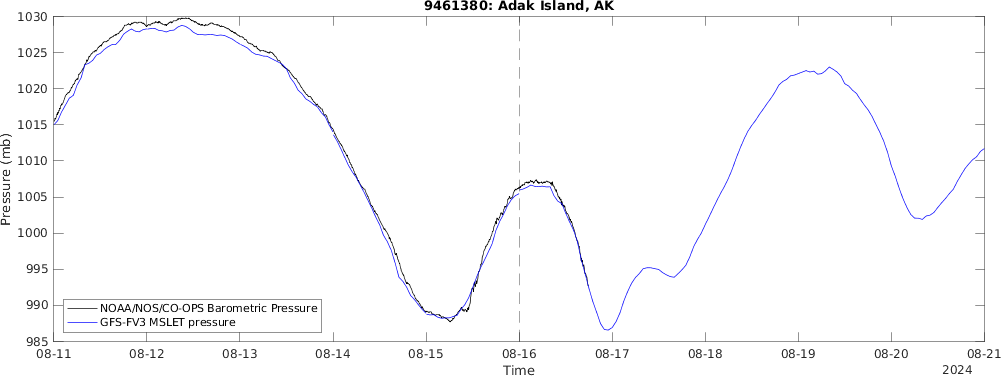 9461380: Adak Island, AK
1030
1025
1020
1015
1010
1005
1000
995
990
985
Pressure (mb)
NOAA/NOS/CO-OPS Barometric Pressure
GFS-FV3 MSLET pressure
08-11 08-12 08-13 08-14 08-15 08-16 08-17 08-18 08-19 08-20 08-21
Time
2024